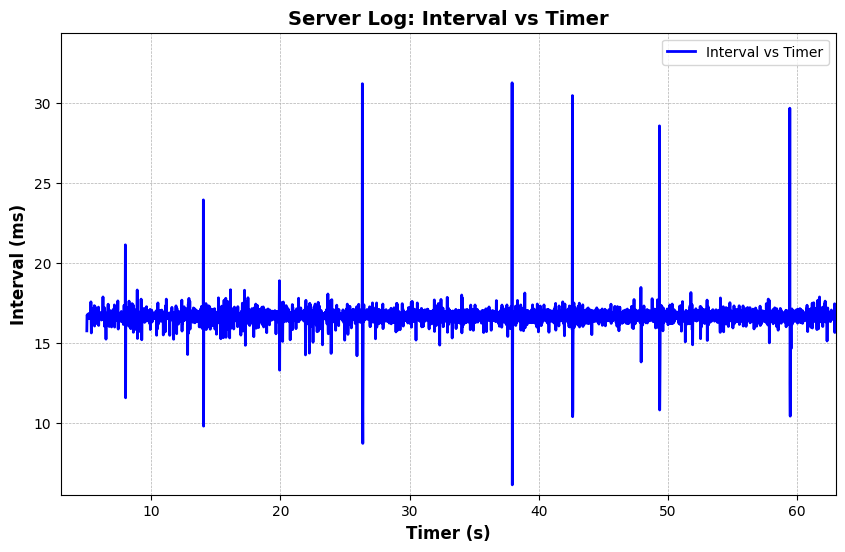 Server Log: Interval vs Timer
Interval vs Timer
30
25
20
15
10
Interval (ms)
10 20 30 40 50 60
Timer (s)